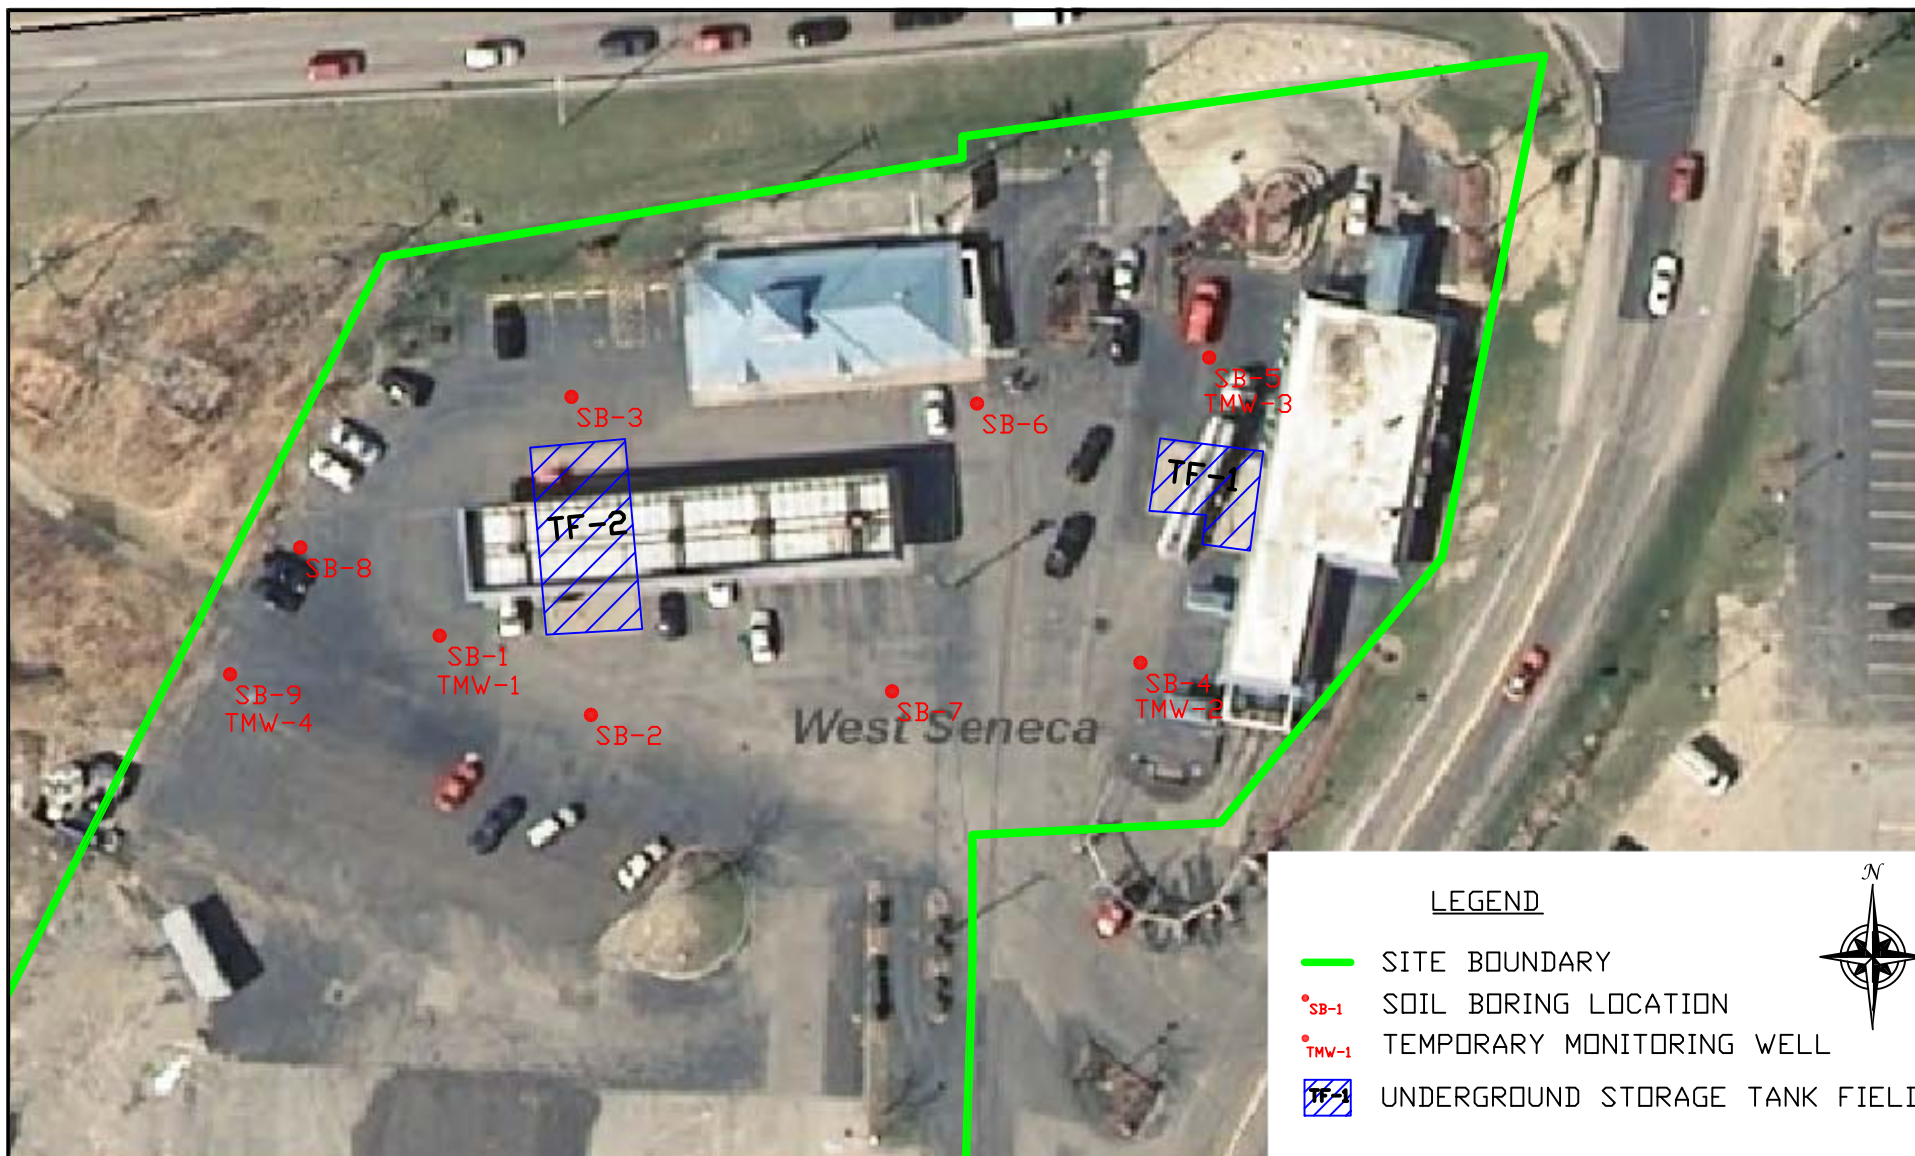 SB-5
TMW-3
SB-3
SB-6
TF-1
TF-2
SB-8
SB-1
TMW-1
SB-9
TMW-4
SB-4
TMW-2
SB-7
SB-2
West Seneca
LEGEND
N
SITE BOUNDARY
SB-1 SOIL BORING LOCATION
TMW-1 TEMPORARY MONITORING WELL
TF-1 UNDERGROUND STORAGE TANK FIELD